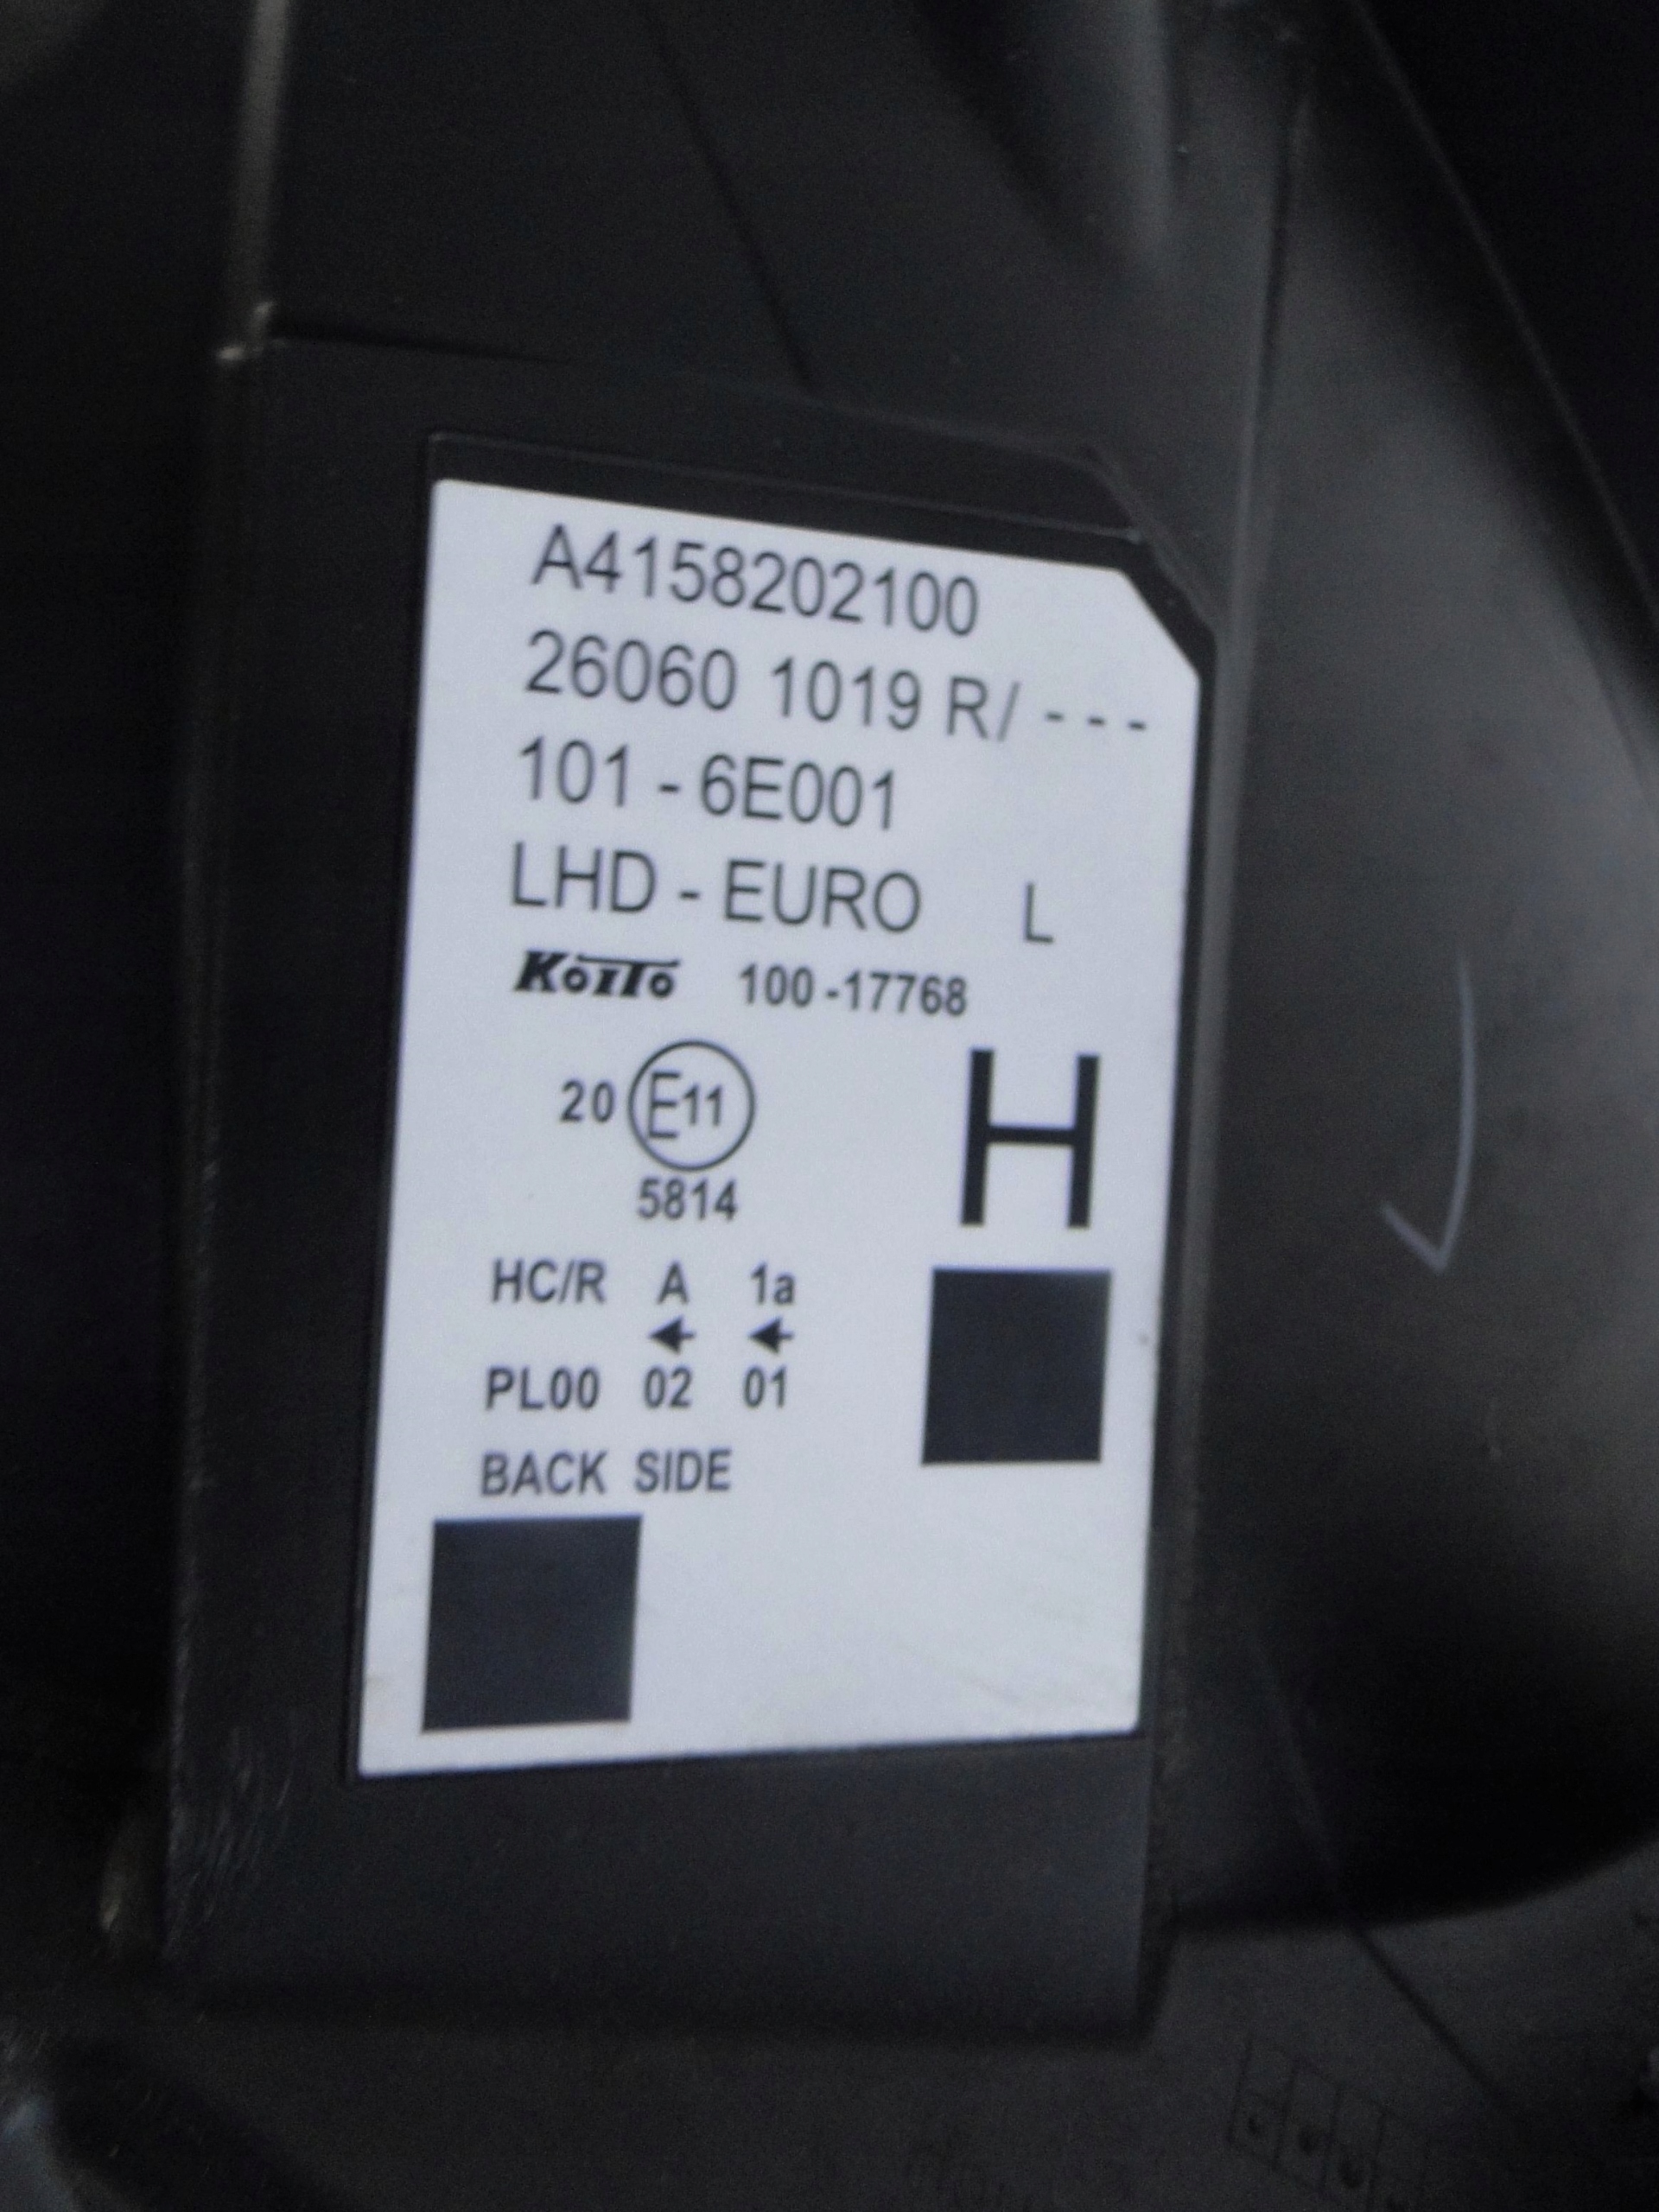 A4158202100
26060 1019 R/ - - -
101 - 6E001
LHD - EURO L
KOITO 100-17768
20 E11
5814
H
HC/R A 1a
PL00 02 01
BACK SIDE